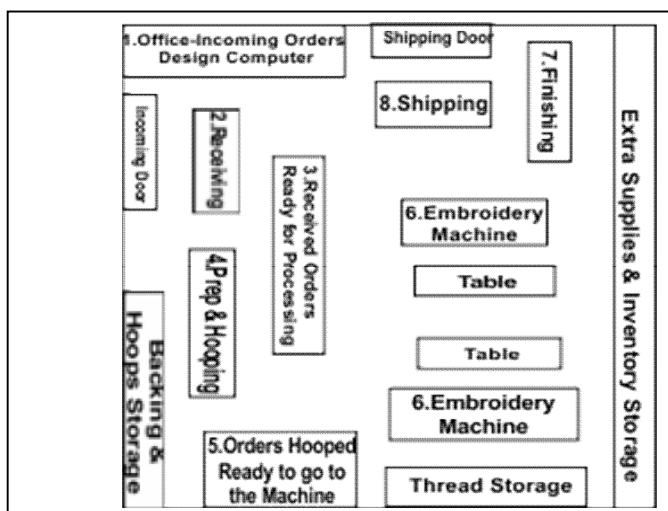 1.Office-Incoming Orders
Design Computer
Shipping Door
7.Finishing
8.Shipping
Incoming Door
2.Receiving
3.Received Orders
Ready for Processing
Extra Supplies & Inventory Storage
6.Embroidery
Machine
4.Prep & Hooping
Table
Backing &
Hoops Storage
Table
6.Embroidery
Machine
5.Orders Hooped
Ready to go to
the Machine
Thread Storage